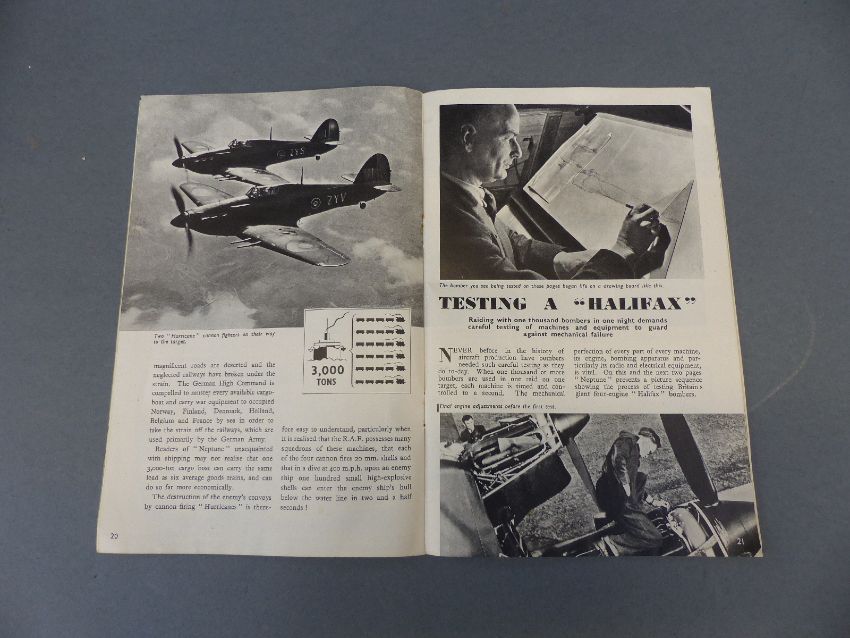 ZYS
ZYV
Two "Hurricane" cannon fighters on their way
to the target.
3,000
TONS
magnificent roads are deserted and the
neglected railways have broken under the
strain. The German High Command is
compelled to muster every available cargo-
boat and carry war equipment to occupied
Norway, Finland, Denmark, Holland,
Belgium and France by sea in order to
take the strain off the railways, which are
used primarily by the German Army.
Readers of "Neptune" unacquainted
with shipping may not realise that one
3,000-ton cargo boat can carry the same
load as six average goods trains, and can
do so far more economically.
The destruction of the enemy's convoys
by cannon-firing "Hurricanes" is there-
fore easy to understand, particularly when
it is realised that the R.A.F. possesses many
squadrons of these machines, that each
of the four cannon fires 20 mm. shells and
that in a dive at 400 m.p.h. upon an enemy
ship one hundred small high-explosive
shells can enter the enemy ship's hull
below the water line in two and a half
seconds !
20
The bomber you see being tested on these pages began life on a drawing board like this.
TESTING A "HALIFAX"
Raiding with one thousand bombers in one night demands
careful testing of machines and equipment to guard
against mechanical failure
NEVER before in the history of
aircraft production have bombers
needed such careful testing as they
do to-day. When one thousand or more
bombers are used in one raid on one
target, each machine is timed and con-
trolled to a second. The mechanical
perfection of every part of every machine,
its engine, bombing apparatus and par-
ticularly its radio and electrical equipment,
is vital. On this and the next two pages
"Neptune" presents a picture sequence
showing the process of testing Britain's
giant four-engine "Halifax" bombers.
Final engine adjustments before the first test.
21